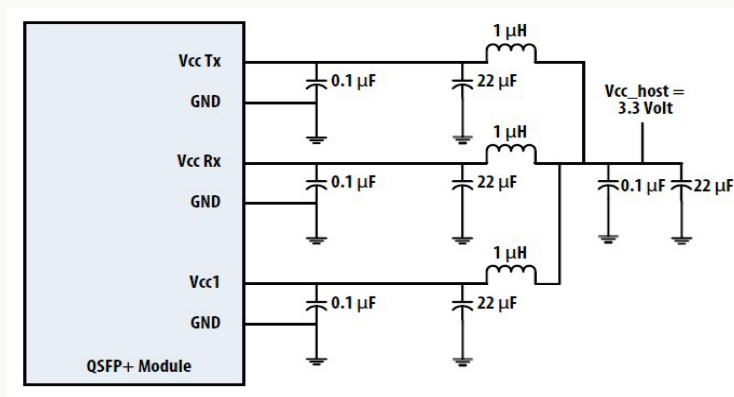 1 µH
Vcc Tx
0.1 µF
22 µF
GND
Vcc_host =
3.3 Volt
1 µH
Vcc Rx
0.1 µF
22 µF
0.1 µF
22 µF
GND
1 µH
Vcc1
0.1 µF
22 µF
GND
QSFP+ Module